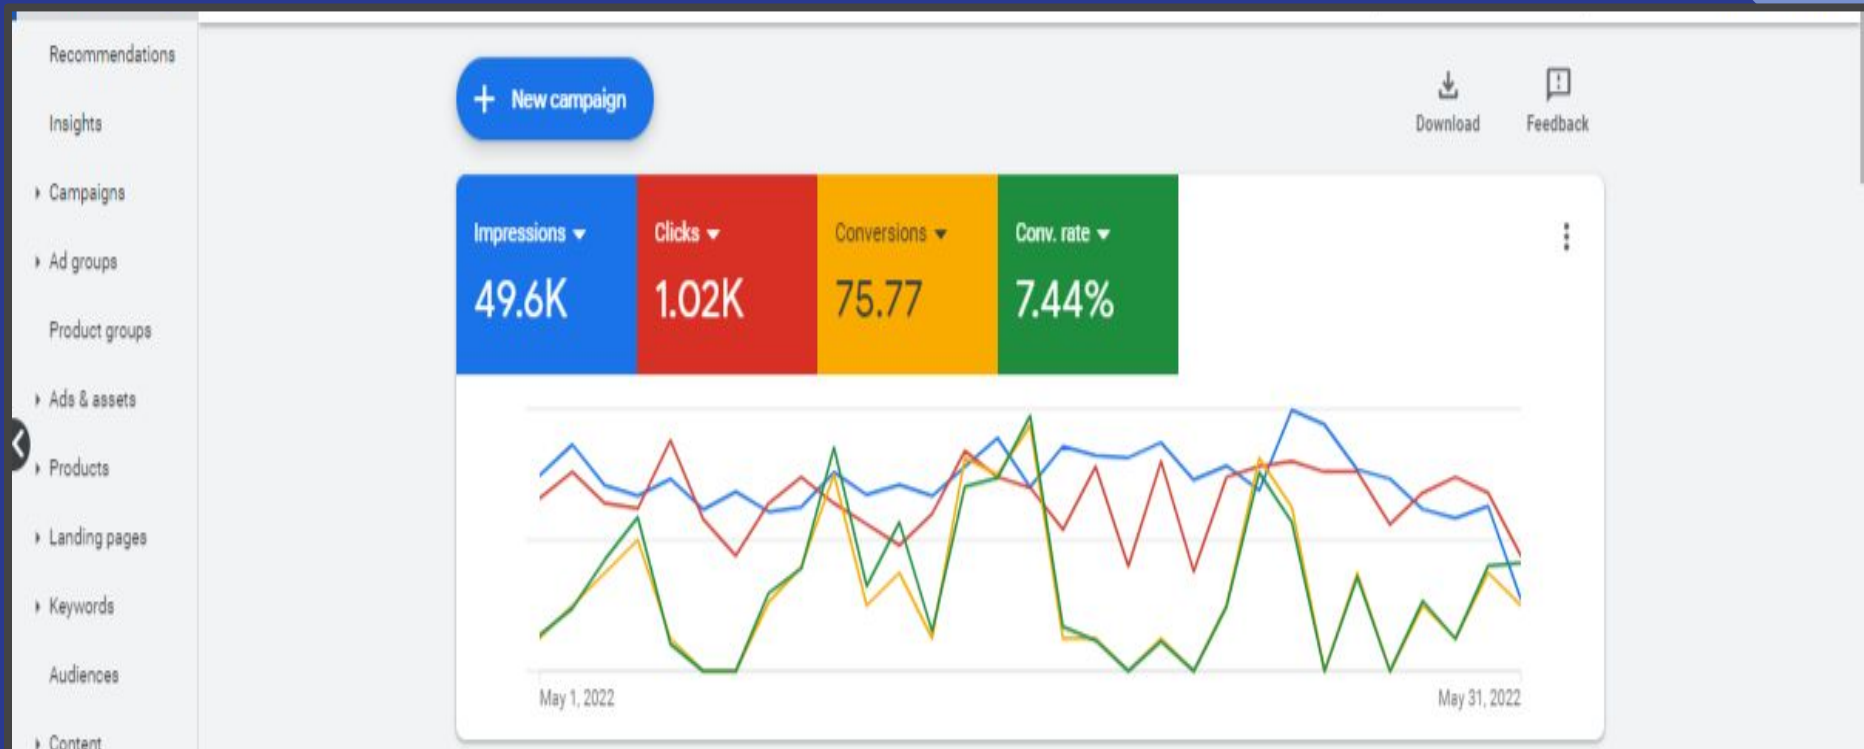 Recommendations
Insights
Campaigns
Ad groups
Product groups
Ads & assets
Products
Landing pages
Keywords
Audiences
Content
+ New campaign
Download
Feedback
Impressions
49.6K
Clicks
1.02K
Conversions
75.77
Conv. rate
7.44%
May 1, 2022
May 31, 2022